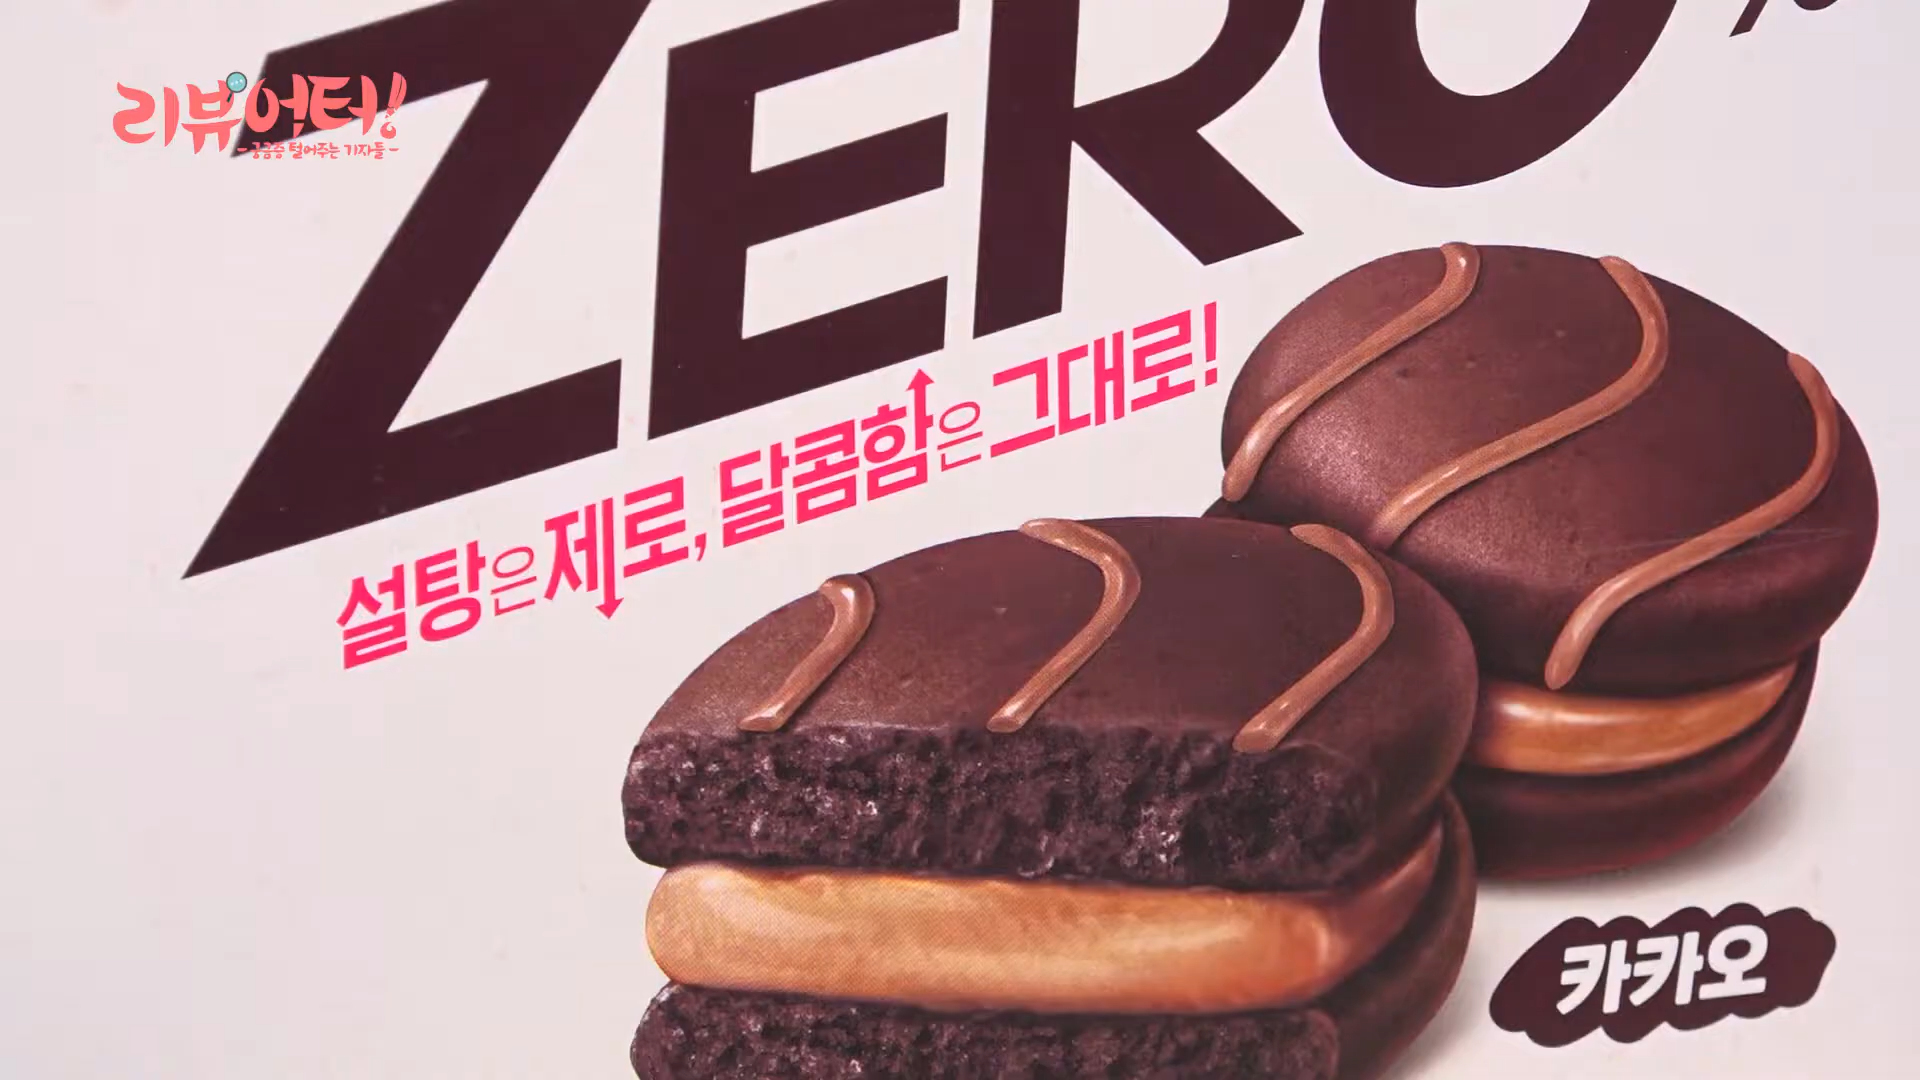 ZERO%
리뷰엉터!
- 궁금증 털어주는 기자들 -
설탕은 제로, 달콤함은 그대로!
카카오